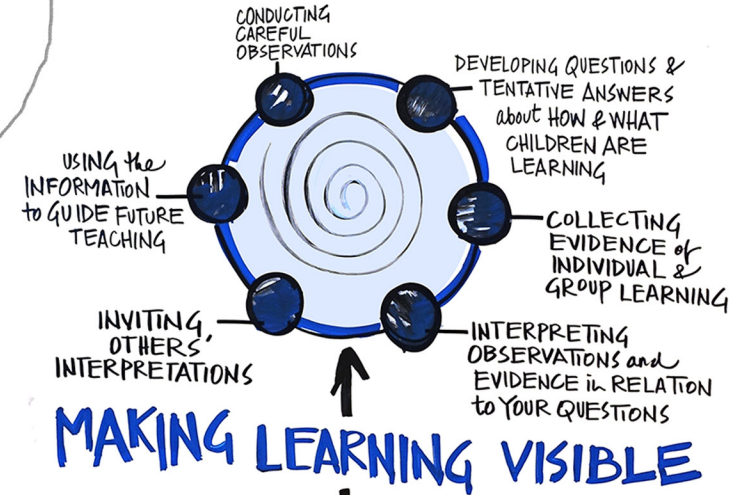 CONDUCTING
CAREFUL
OBSERVATIONS
DEVELOPING QUESTIONS &
TENTATIVE ANSWERS
about HOW & WHAT
CHILDREN ARE
LEARNING
COLLECTING
EVIDENCE of
INDIVIDUAL &
GROUP LEARNING
INTERPRETING
OBSERVATIONS and
EVIDENCE in RELATION
to YOUR QUESTIONS
INVITING
OTHERS'
INTERPRETATIONS
USING the
INFORMATION
to GUIDE FUTURE
TEACHING
MAKING LEARNING VISIBLE